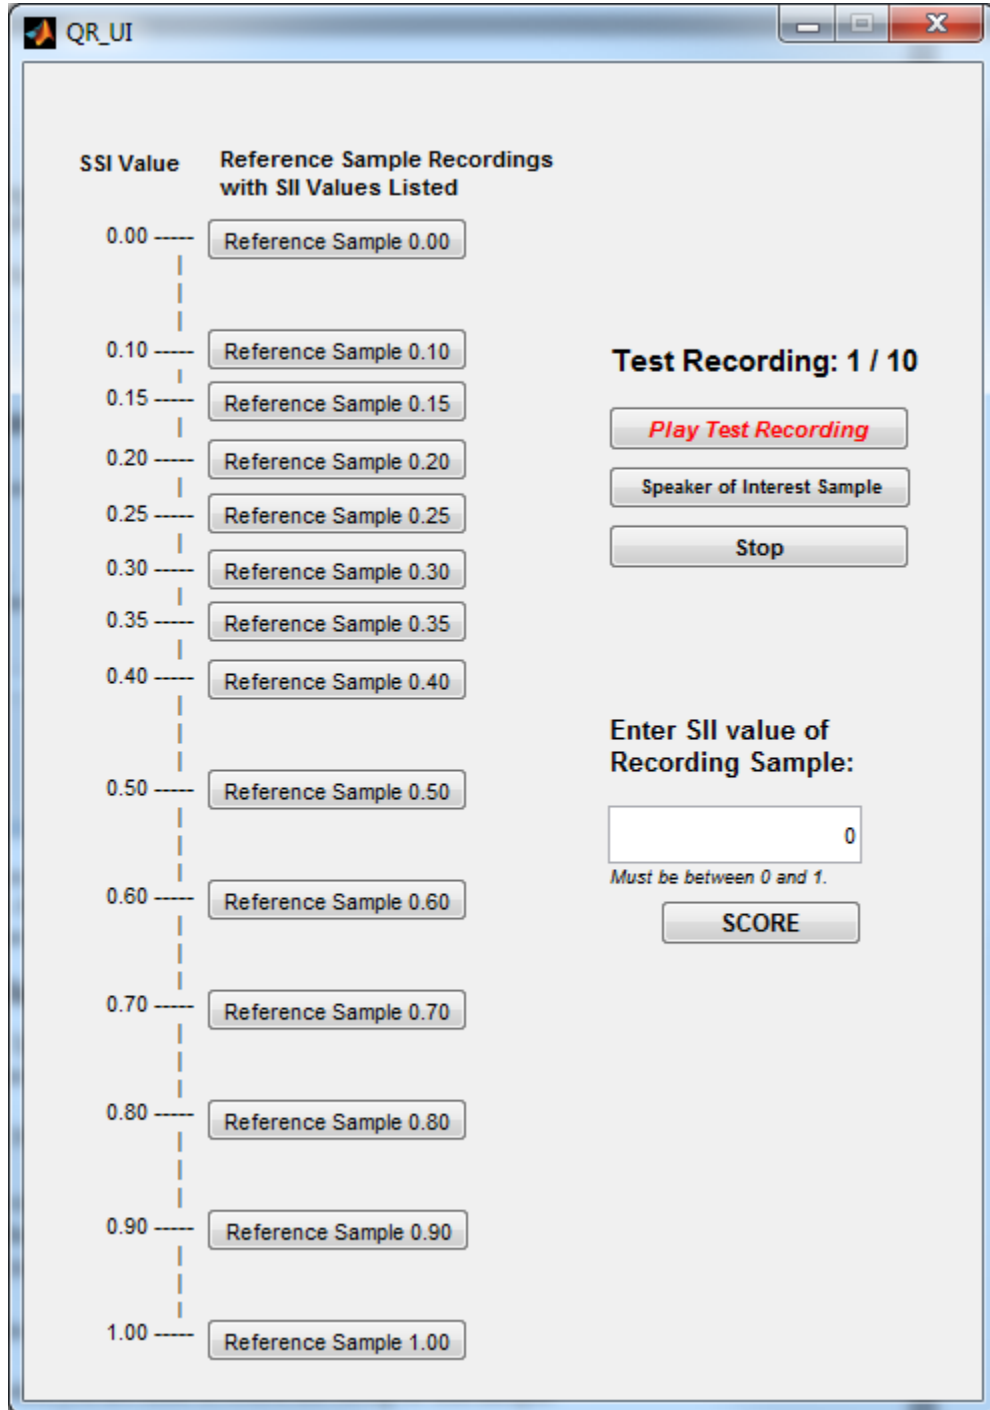 QR_UI
SSI Value
Reference Sample Recordings
with SII Values Listed
0.00 ----- Reference Sample 0.00
0.10 ----- Reference Sample 0.10
0.15 ----- Reference Sample 0.15
0.20 ----- Reference Sample 0.20
0.25 ----- Reference Sample 0.25
0.30 ----- Reference Sample 0.30
0.35 ----- Reference Sample 0.35
0.40 ----- Reference Sample 0.40
0.50 ----- Reference Sample 0.50
0.60 ----- Reference Sample 0.60
0.70 ----- Reference Sample 0.70
0.80 ----- Reference Sample 0.80
0.90 ----- Reference Sample 0.90
1.00 ----- Reference Sample 1.00
Test Recording: 1 / 10
Play Test Recording
Speaker of Interest Sample
Stop
Enter SII value of
Recording Sample:
0
Must be between 0 and 1.
SCORE